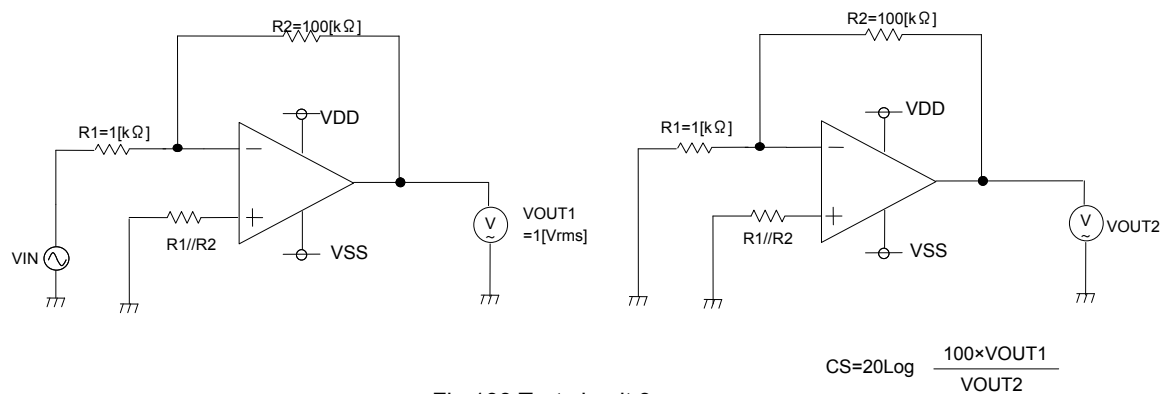 R2=100[kΩ]
VDD
R1=1[kΩ]
R1//R2
VSS
VIN
V
VOUT1
=1[Vrms]
R2=100[kΩ]
VDD
R1=1[kΩ]
R1//R2
VSS
V
VOUT2
CS=20Log 100×VOUT1
VOUT2